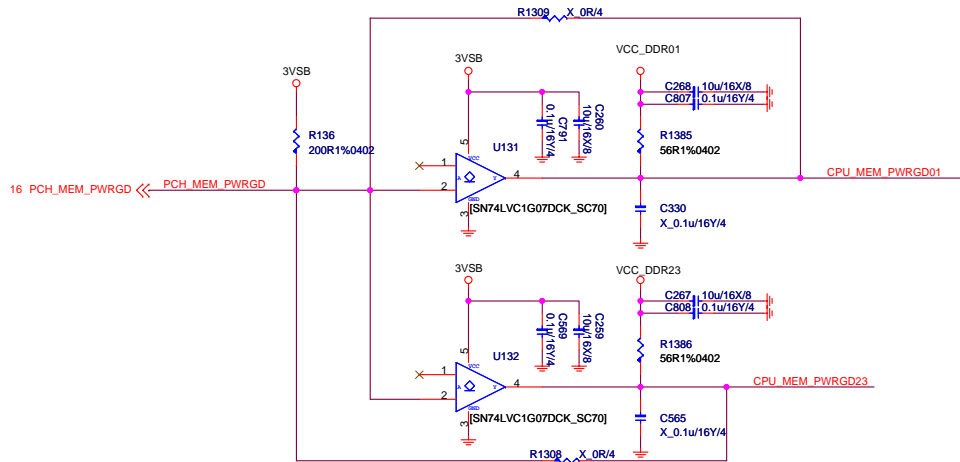 R1309 X_0R/4
3VSB
R136
200R1%0402
3VSB
C791
0.1u/16Y/4
C260
10u/16X/8
VCC_DDR01
C268 10u/16X/8
C807 0.1u/16Y/4
R1385
56R1%0402
U131
5
VCC
1
A
2
Y
4
GND
3
[SN74LVC1G07DCK_SC70]
16 PCH_MEM_PWRGD
PCH_MEM_PWRGD
CPU_MEM_PWRGD01
C330
X_0.1u/16Y/4
3VSB
C569
0.1u/16Y/4
C259
10u/16X/8
VCC_DDR23
C267 10u/16X/8
C808 0.1u/16Y/4
R1386
56R1%0402
U132
5
VCC
1
A
2
Y
4
GND
3
[SN74LVC1G07DCK_SC70]
CPU_MEM_PWRGD23
C565
X_0.1u/16Y/4
R1308 X_0R/4